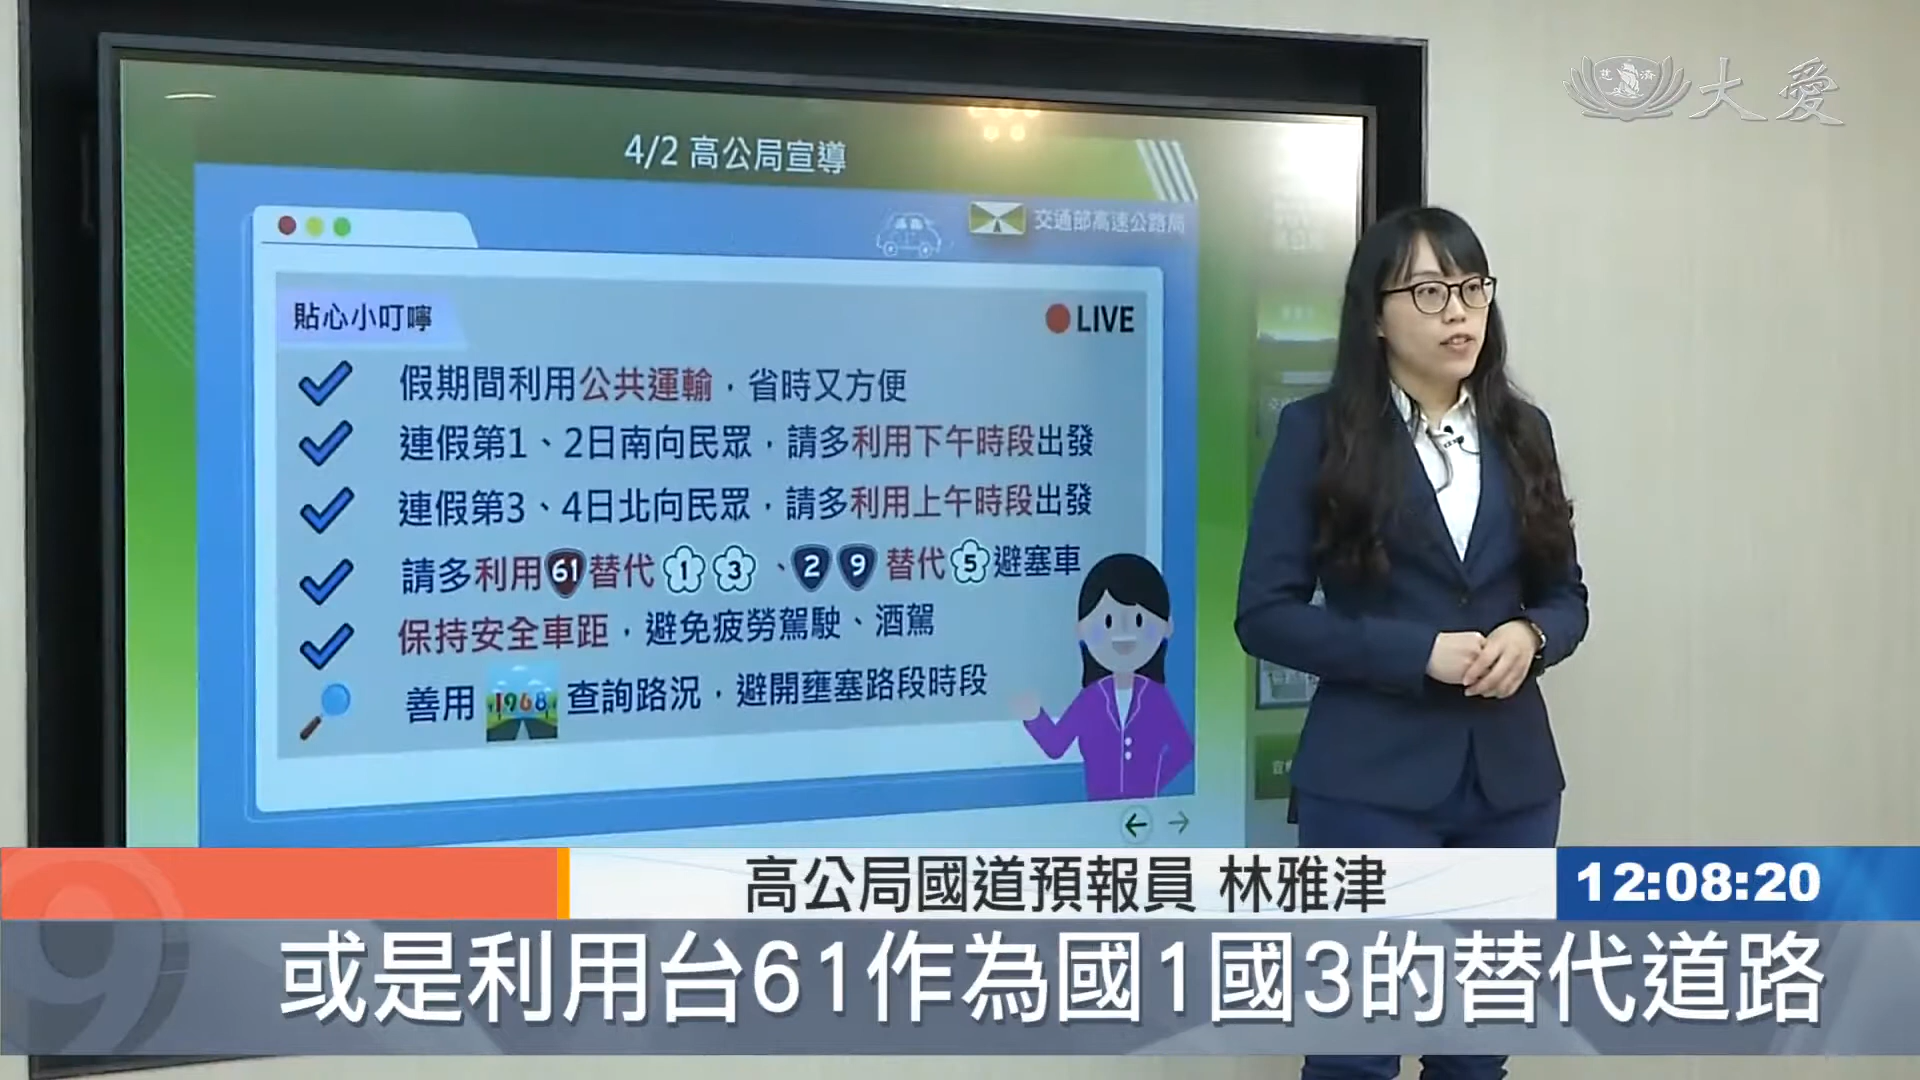 慈濟 大愛
4/2 高公局宣導
交通部高速公路局
貼心小叮嚀
LIVE
假期間利用公共運輸，省時又方便
連假第1、2日南向民眾，請多利用下午時段出發
連假第3、4日北向民眾，請多利用上午時段出發
請多利用61替代1 3、2 9替代5避塞車
保持安全車距，避免疲勞駕駛、酒駕
善用1968查詢路況，避開壅塞路段時段
高公局國道預報員 林雅津
12:08:20
或是利用台61作為國1國3的替代道路